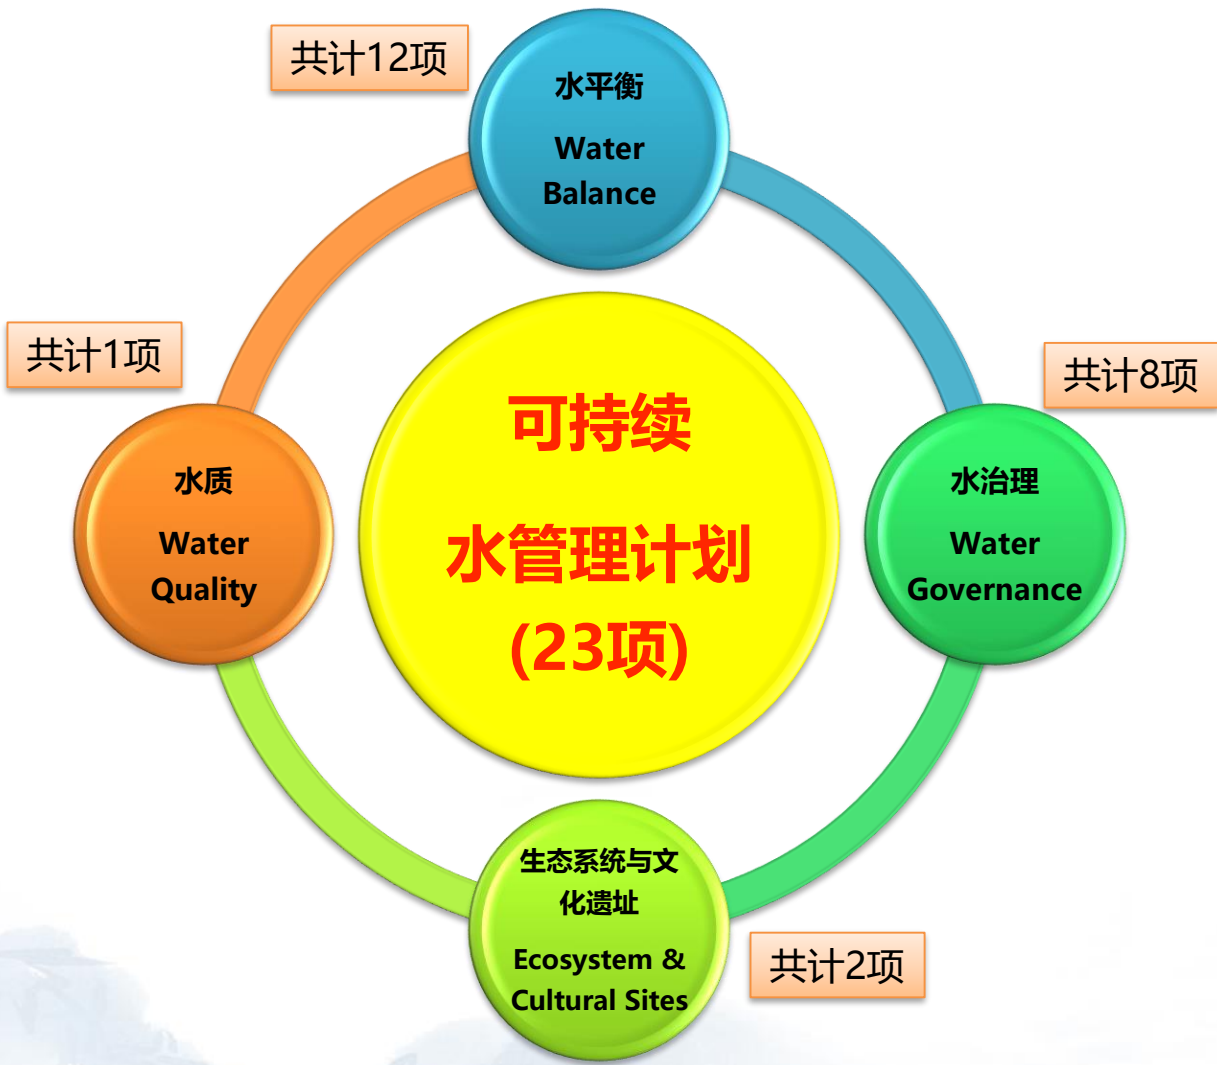 共计12项
水平衡
Water
Balance
共计1项
共计8项
水质
Water
Quality
可持续
水管理计划
(23项)
水治理
Water
Governance
生态系统与文
化遗址
Ecosystem &
Cultural Sites
共计2项